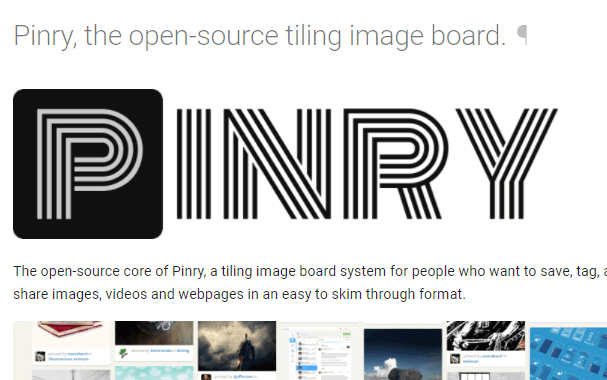 Pinry, the open-source tiling image board. ¶
PINRY
The open-source core of Pinry, a tiling image board system for people who want to save, tag, a
share images, videos and webpages in an easy to skim through format.